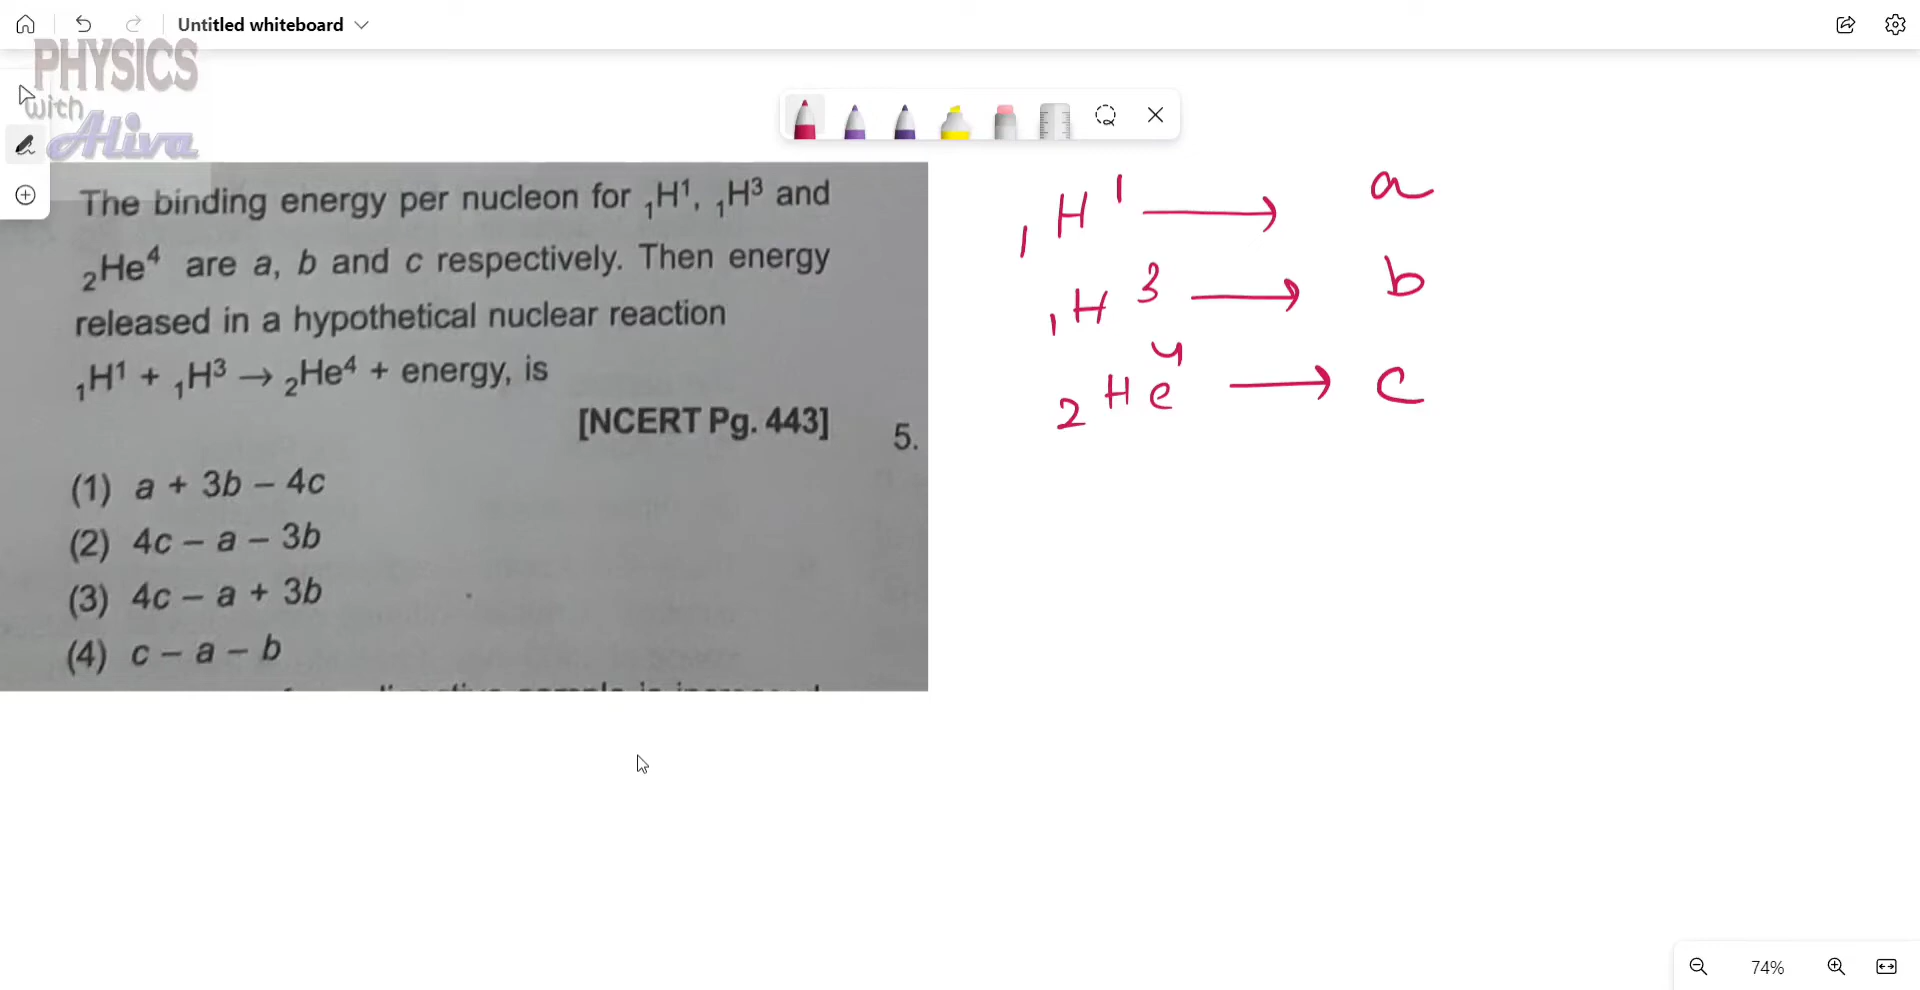 Untitled whiteboard
PHYSICS
with
Aliva
The binding energy per nucleon for ₁H¹, ₁H³ and
₂He⁴ are a, b and c respectively. Then energy
released in a hypothetical nuclear reaction
₁H¹ + ₁H³ → ₂He⁴ + energy, is
[NCERT Pg. 443]
5.
(1) a + 3b – 4c
(2) 4c – a – 3b
(3) 4c – a + 3b
(4) c – a – b
₁H¹ → a
₁H³ → b
₂He⁴ → c
74%